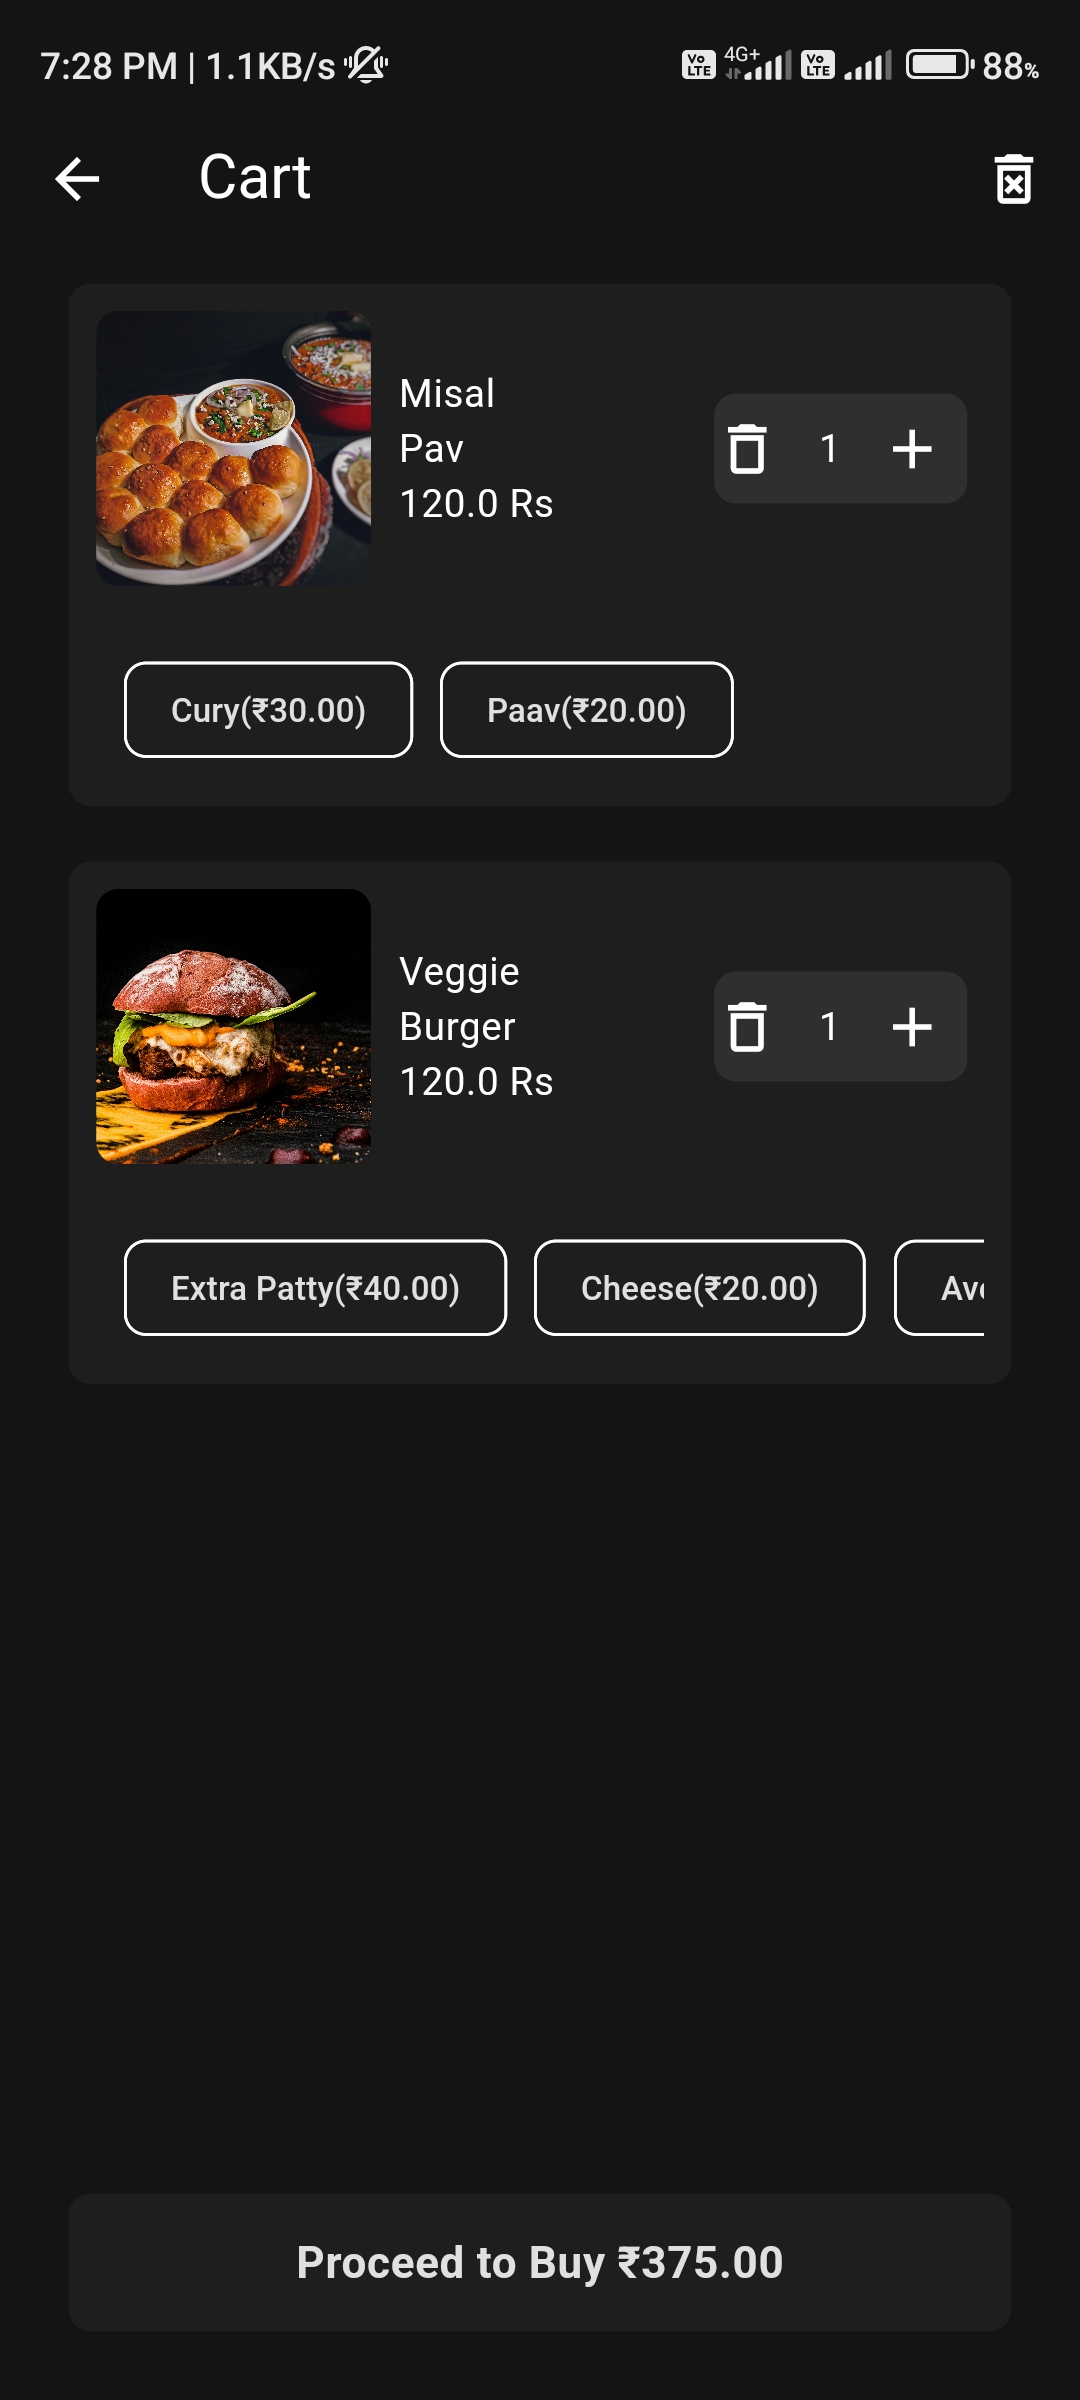 7:28 PM | 1.1KB/s Vo LTE 4G+ Vo LTE 88%
Cart
Misal
Pav
120.0 Rs
1
Cury(₹30.00) Paav(₹20.00)
Veggie
Burger
120.0 Rs
1
Extra Patty(₹40.00) Cheese(₹20.00)
Proceed to Buy ₹375.00